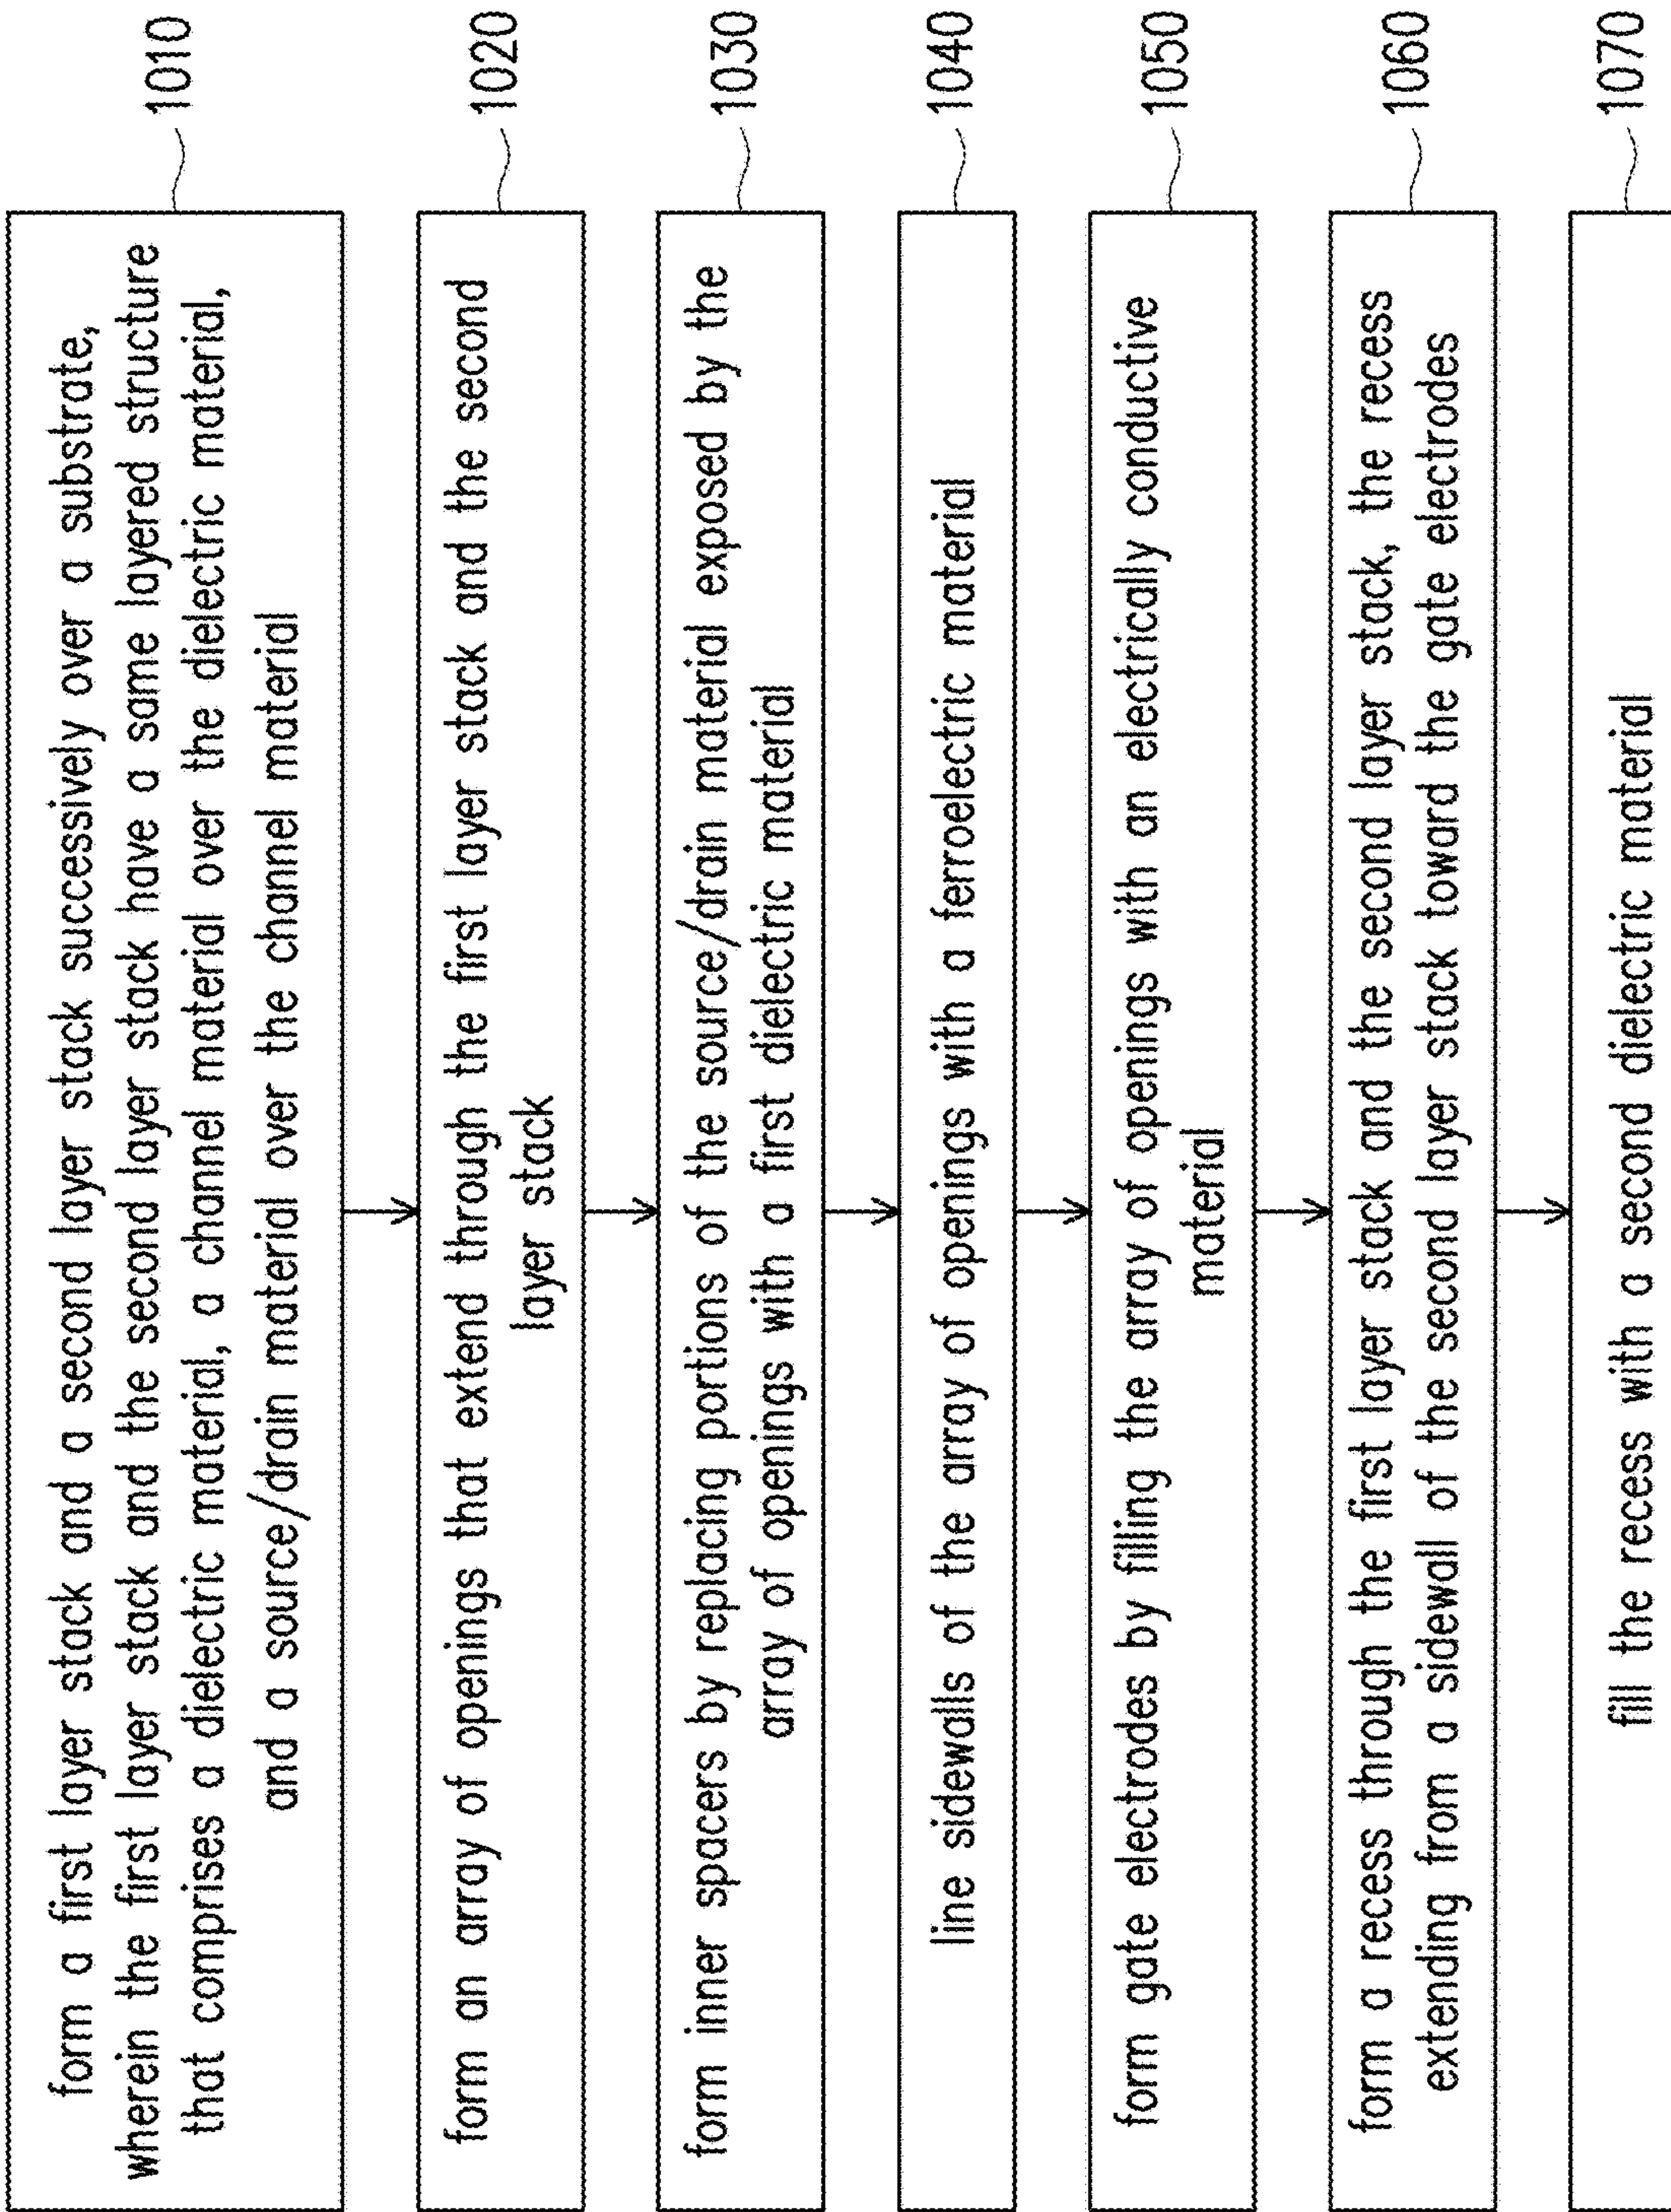 form a first layer stack and a second layer stack successively over a substrate,
wherein the first layer stack and the second layer stack have a same layered structure
that comprises a dielectric material, a channel material over the dielectric material,
and a source/drain material over the channel material
1010
form an array of openings that extend through the first layer stack and the second
layer stack
1020
form inner spacers by replacing portions of the source/drain material exposed by the
array of openings with a first dielectric material
1030
line sidewalls of the array of openings with a ferroelectric material
1040
form gate electrodes by filling the array of openings with an electrically conductive
material
1050
form a recess through the first layer stack and the second layer stack, the recess
extending from a sidewall of the second layer stack toward the gate electrodes
1060
fill the recess with a second dielectric material
1070